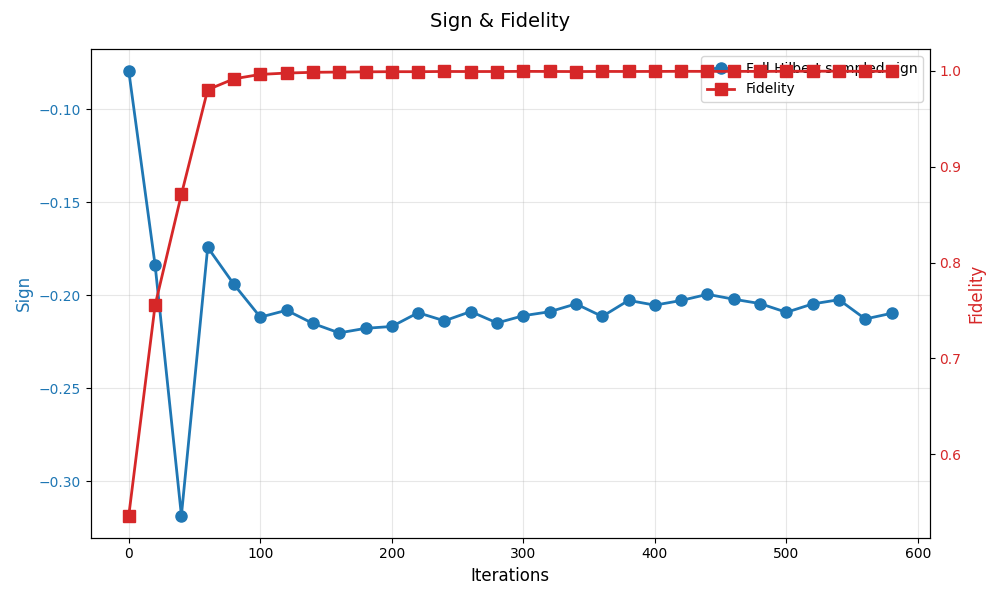 Sign & Fidelity
Full Hilbert sampled sign
Fidelity
−0.10
−0.15
−0.20
−0.25
−0.30
Sign
1.0
0.9
0.8
0.7
0.6
Fidelity
0 100 200 300 400 500 600
Iterations